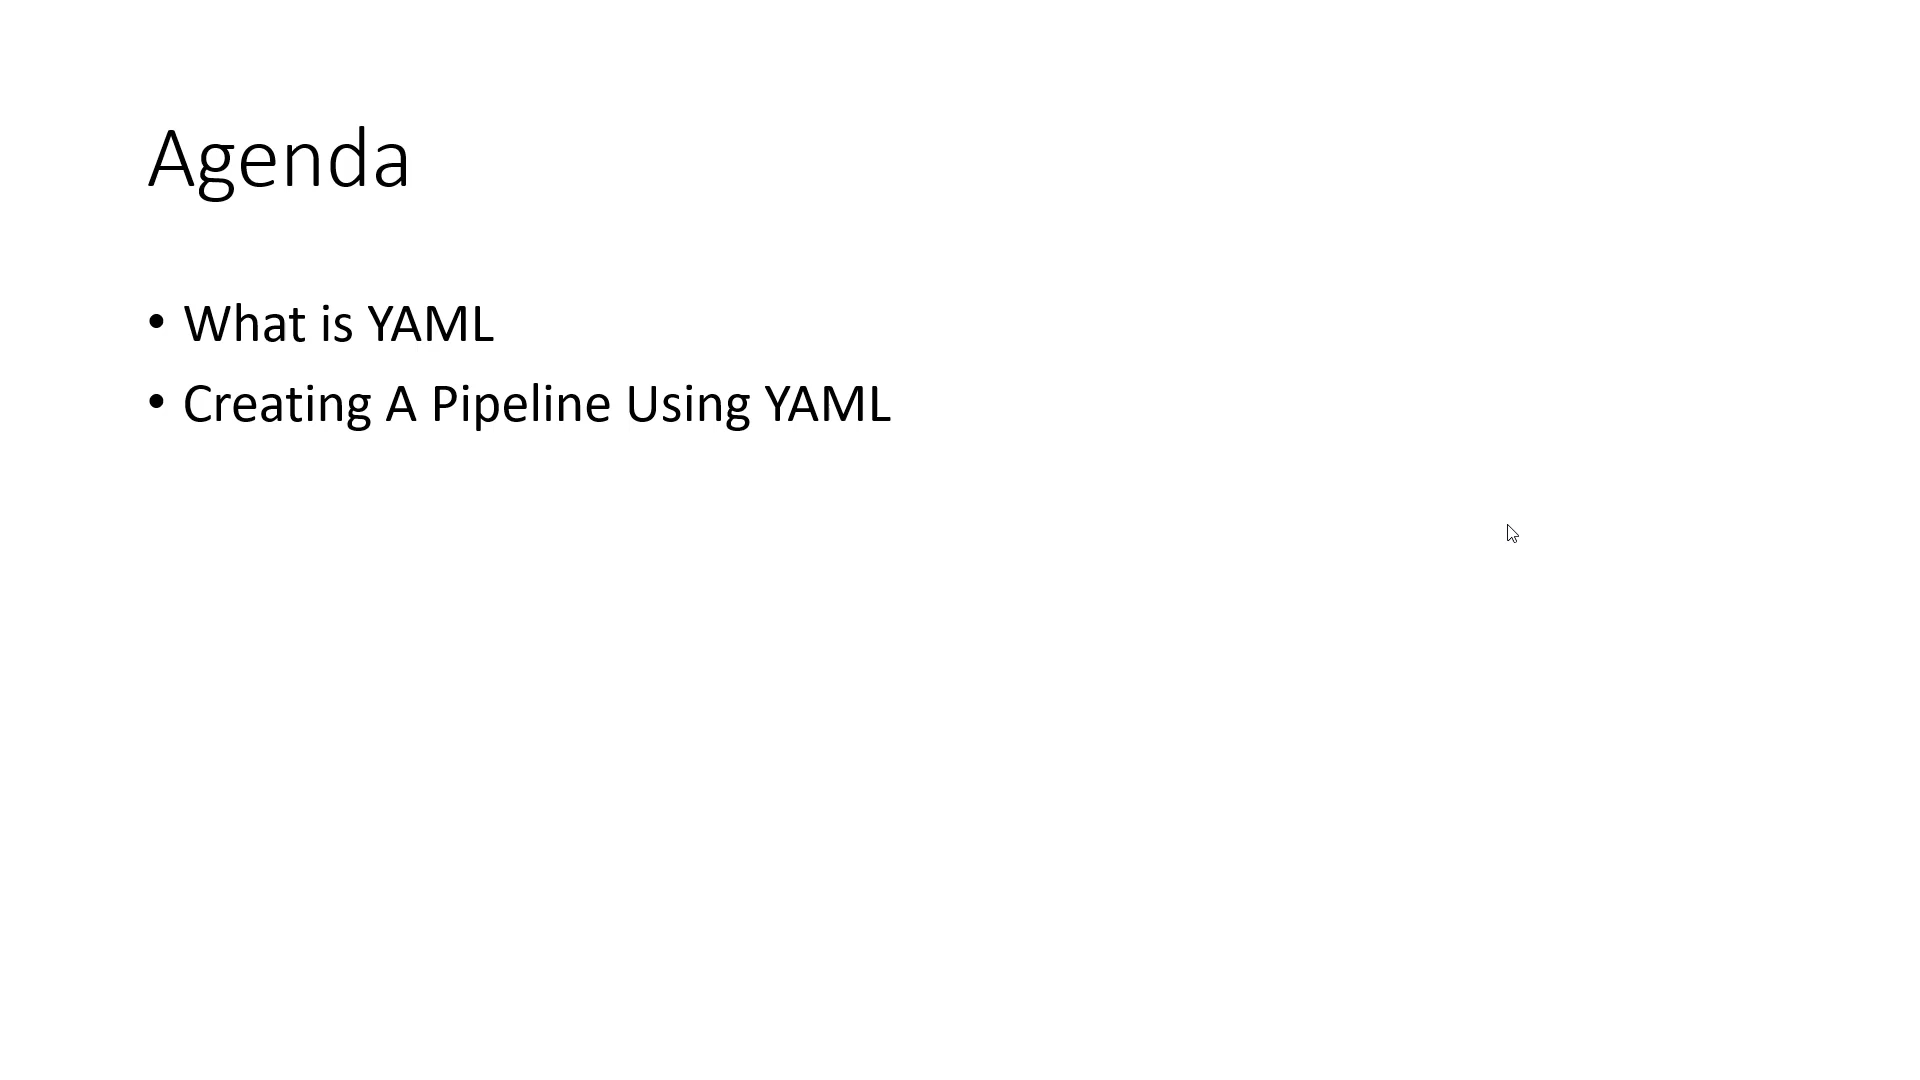 Agenda
• What is YAML
• Creating A Pipeline Using YAML